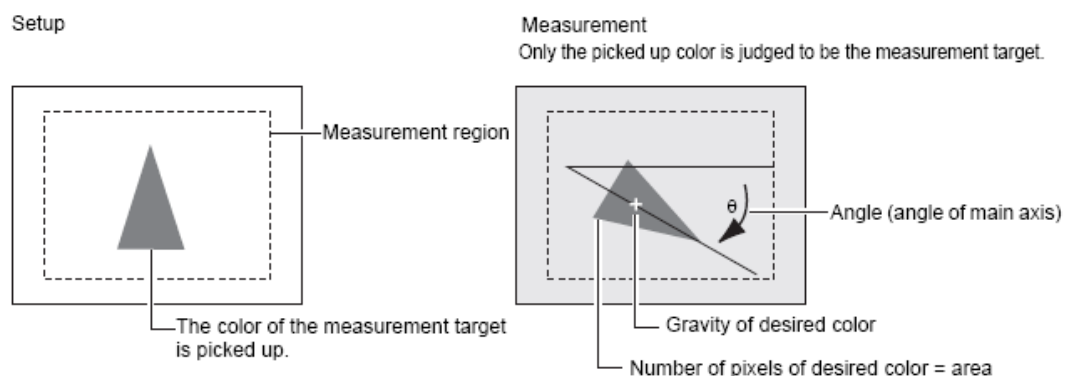 Setup
Measurement
Only the picked up color is judged to be the measurement target.
Measurement region
θ
Angle (angle of main axis)
The color of the measurement target
is picked up.
Gravity of desired color
Number of pixels of desired color = area